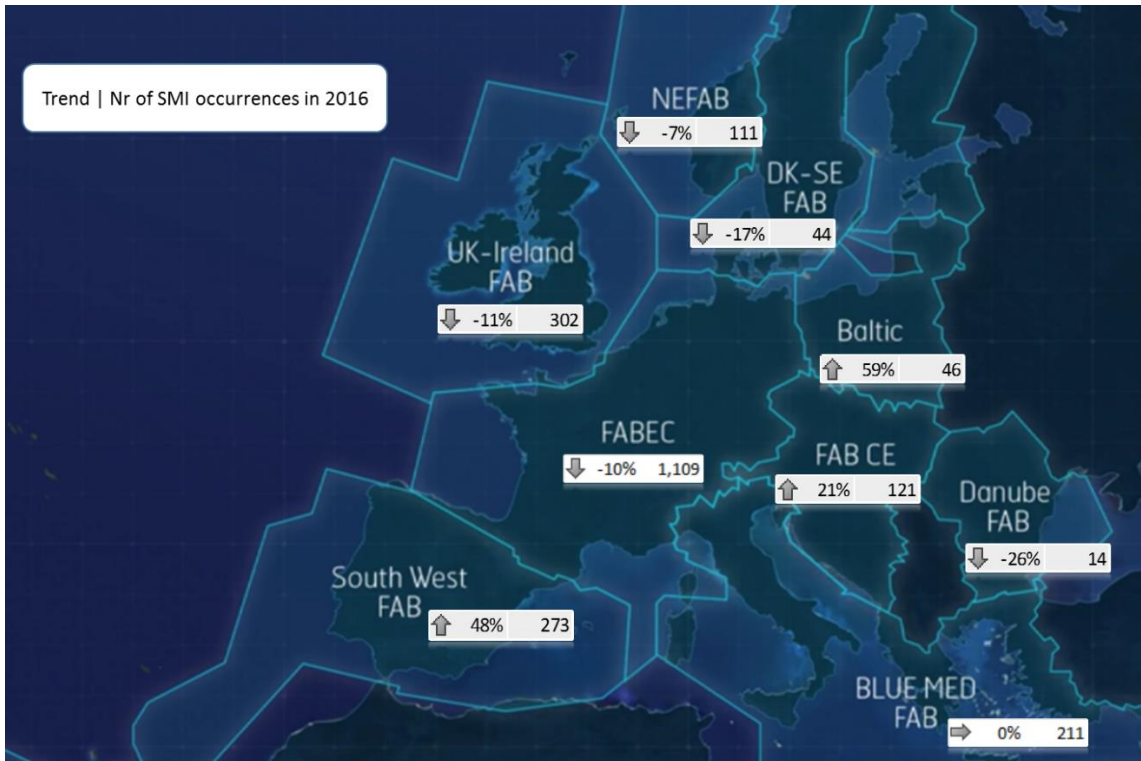 Trend | Nr of SMI occurrences in 2016
NEFAB
-7% 111
DK-SE
FAB
-17% 44
UK-Ireland
FAB
-11% 302
Baltic
59% 46
FABEC
-10% 1,109
FAB CE
21% 121
Danube
FAB
-26% 14
South West
FAB
48% 273
BLUE MED
FAB
0% 211